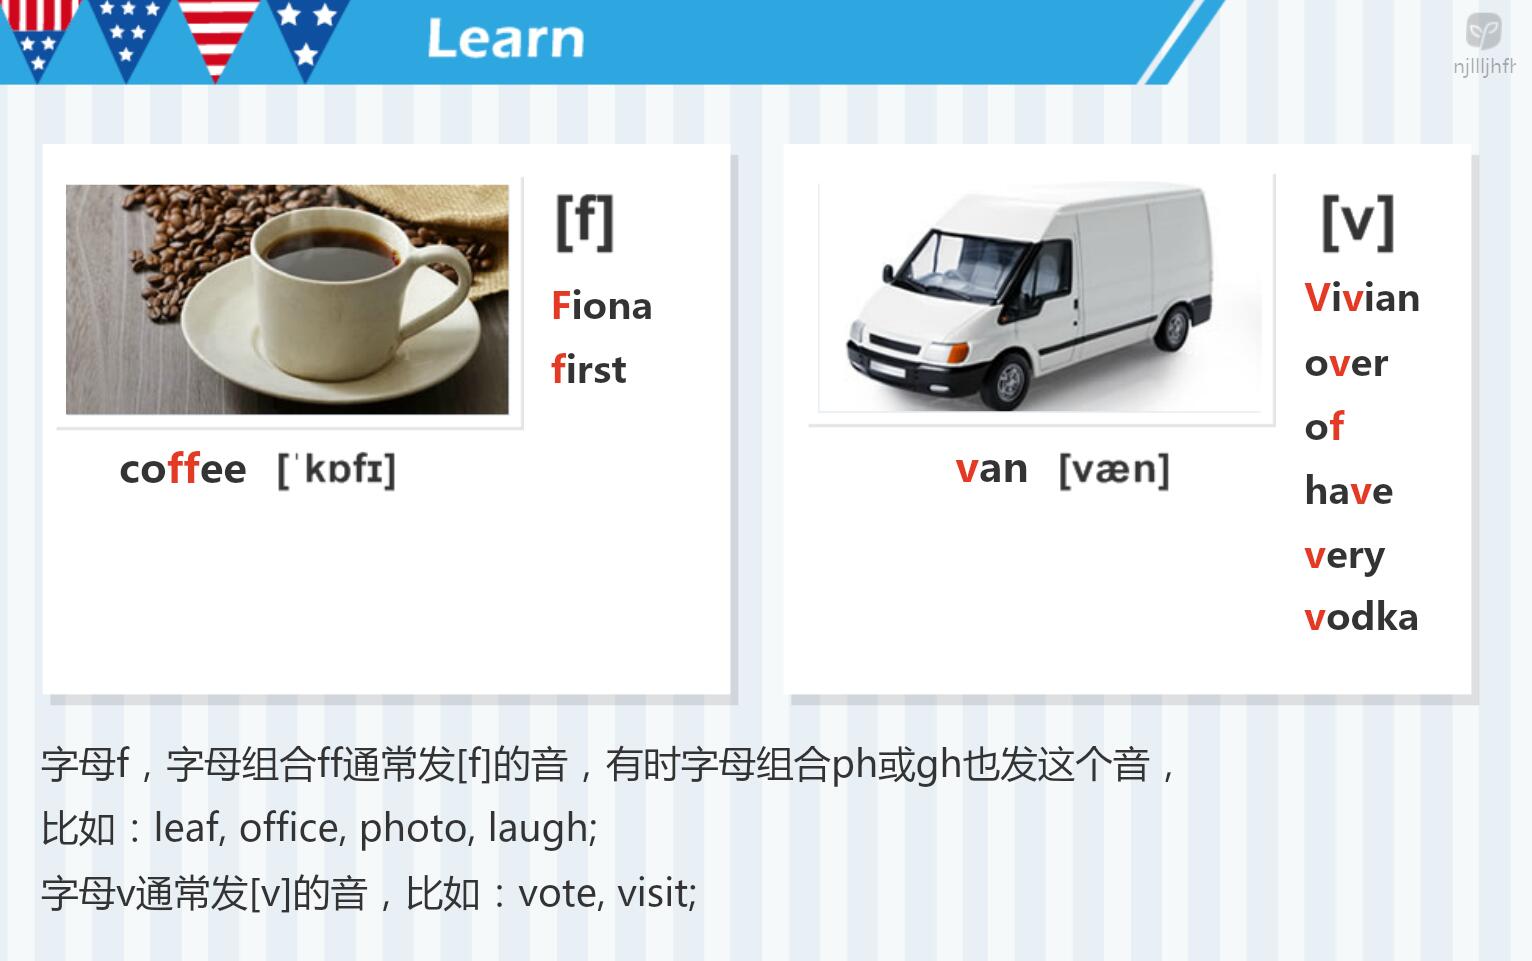 Learn
njllljhfh
[f]
Fiona
first
coffee [ˈkɒfɪ]
[v]
Vivian
over
of
have
very
vodka
van [væn]
字母f，字母组合ff通常发[f]的音，有时字母组合ph或gh也发这个音，
比如：leaf, office, photo, laugh;
字母v通常发[v]的音，比如：vote, visit;